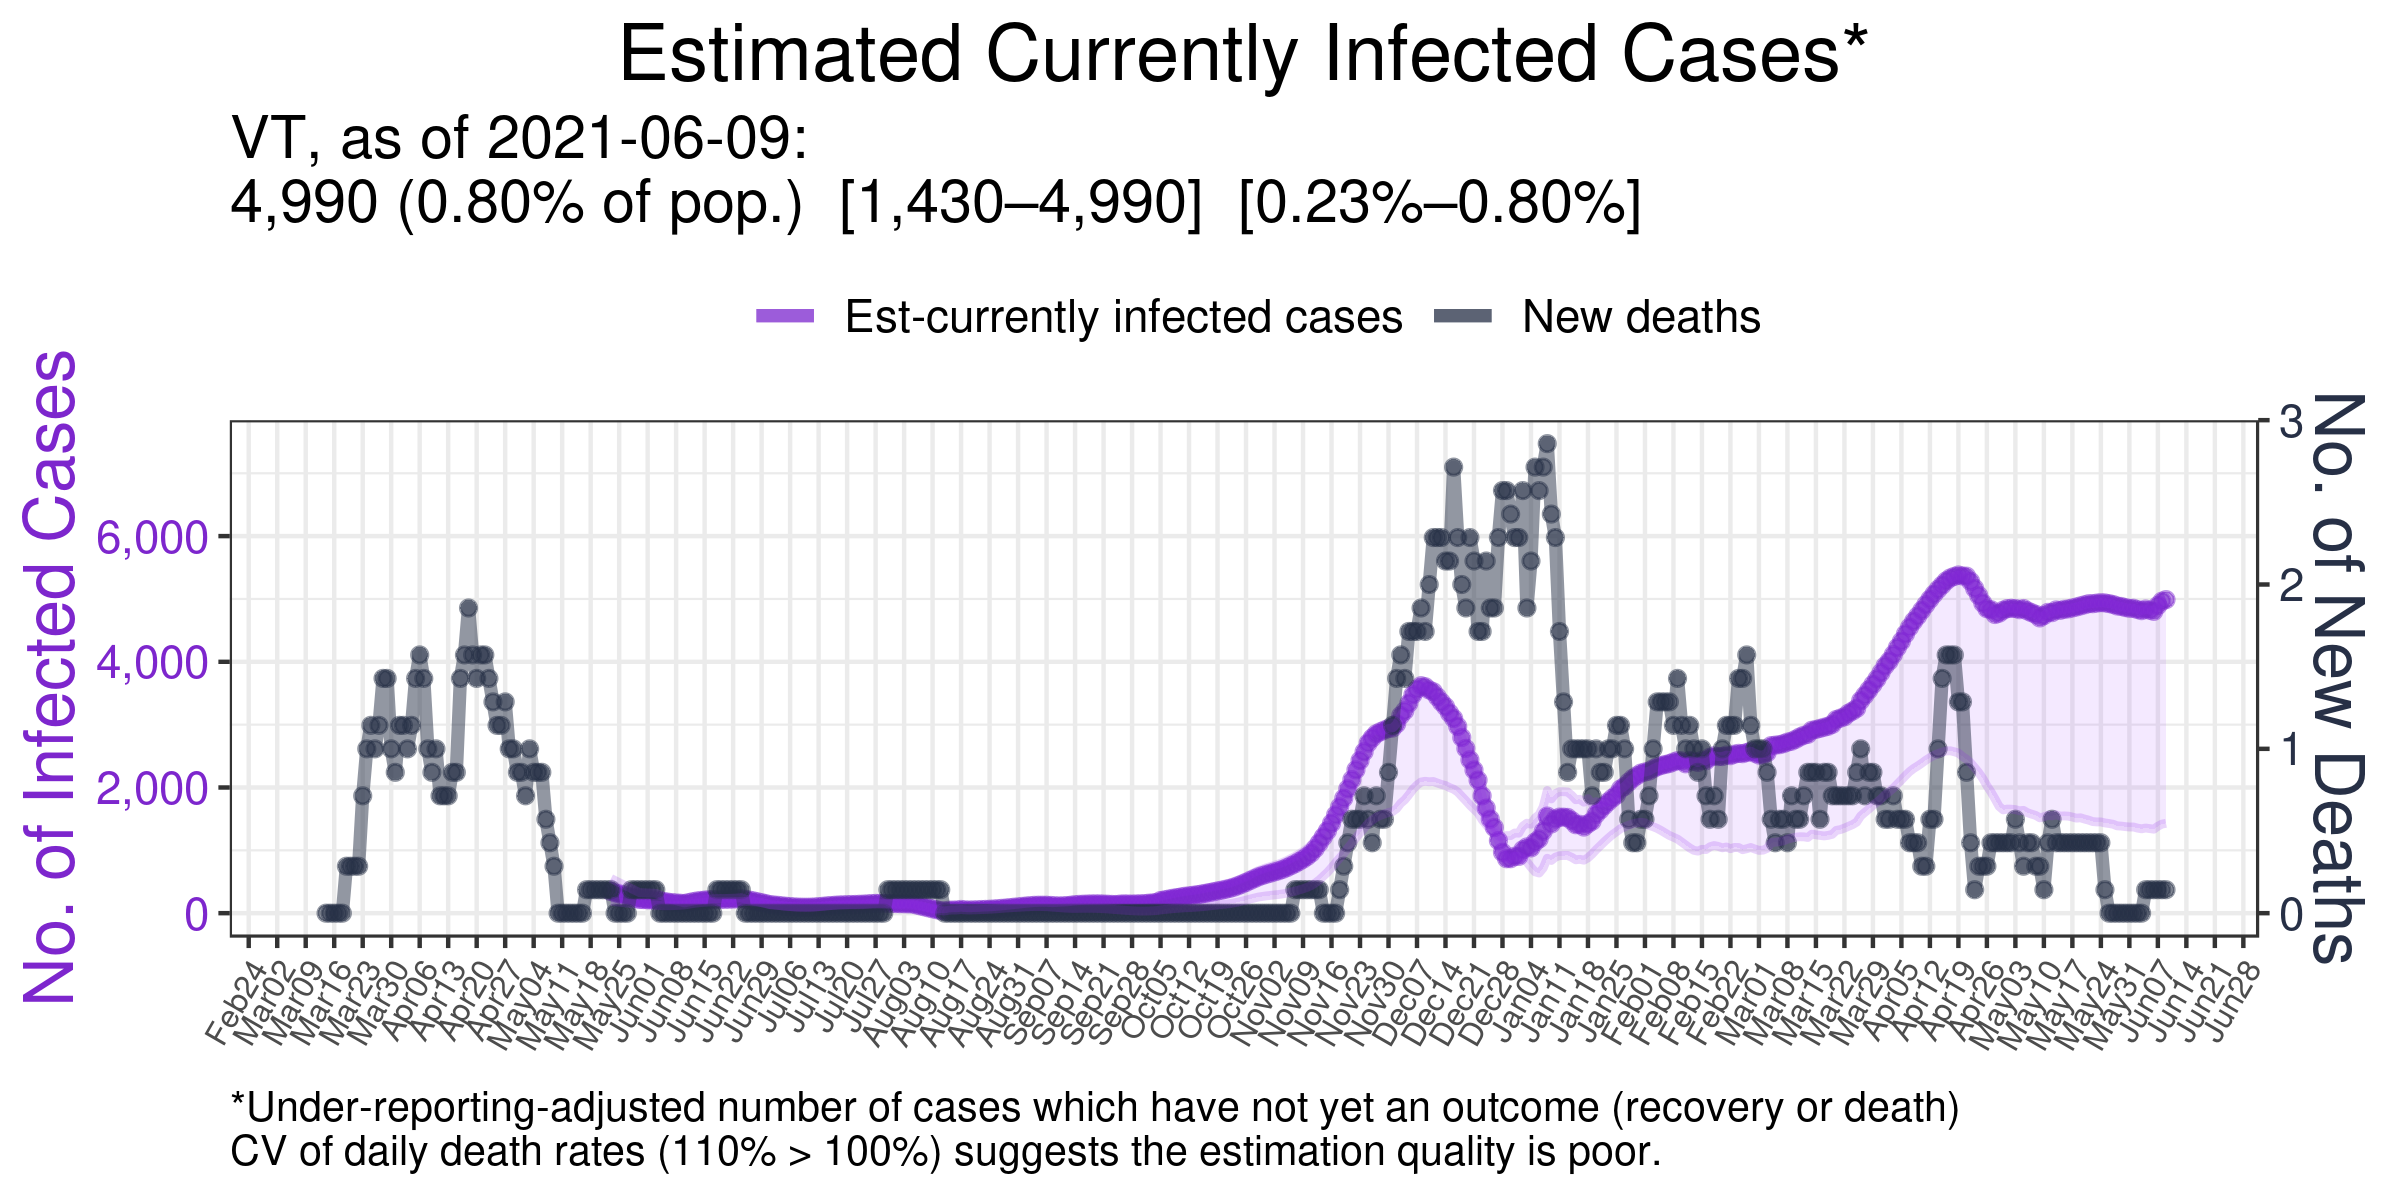 Estimated Currently Infected Cases*
VT, as of 2021-06-09:
4,990 (0.80% of pop.)  [1,430–4,990]  [0.23%–0.80%]
Est-currently infected cases
New deaths
No. of Infected Cases
6,000
4,000
2,000
0
3
2
1
0
No. of New Deaths
Feb24
Mar02
Mar09
Mar16
Mar23
Mar30
Apr06
Apr13
Apr20
Apr27
May04
May11
May18
May25
Jun01
Jun08
Jun15
Jun22
Jun29
Jul06
Jul13
Jul20
Jul27
Aug03
Aug10
Aug17
Aug24
Aug31
Sep07
Sep14
Sep21
Sep28
Oct05
Oct12
Oct19
Oct26
Nov02
Nov09
Nov16
Nov23
Nov30
Dec07
Dec14
Dec21
Dec28
Jan04
Jan11
Jan18
Jan25
Feb01
Feb08
Feb15
Feb22
Mar01
Mar08
Mar15
Mar22
Mar29
Apr05
Apr12
Apr19
Apr26
May03
May10
May17
May24
May31
Jun07
Jun14
Jun21
Jun28
*Under-reporting-adjusted number of cases which have not yet an outcome (recovery or death)
CV of daily death rates (110% > 100%) suggests the estimation quality is poor.